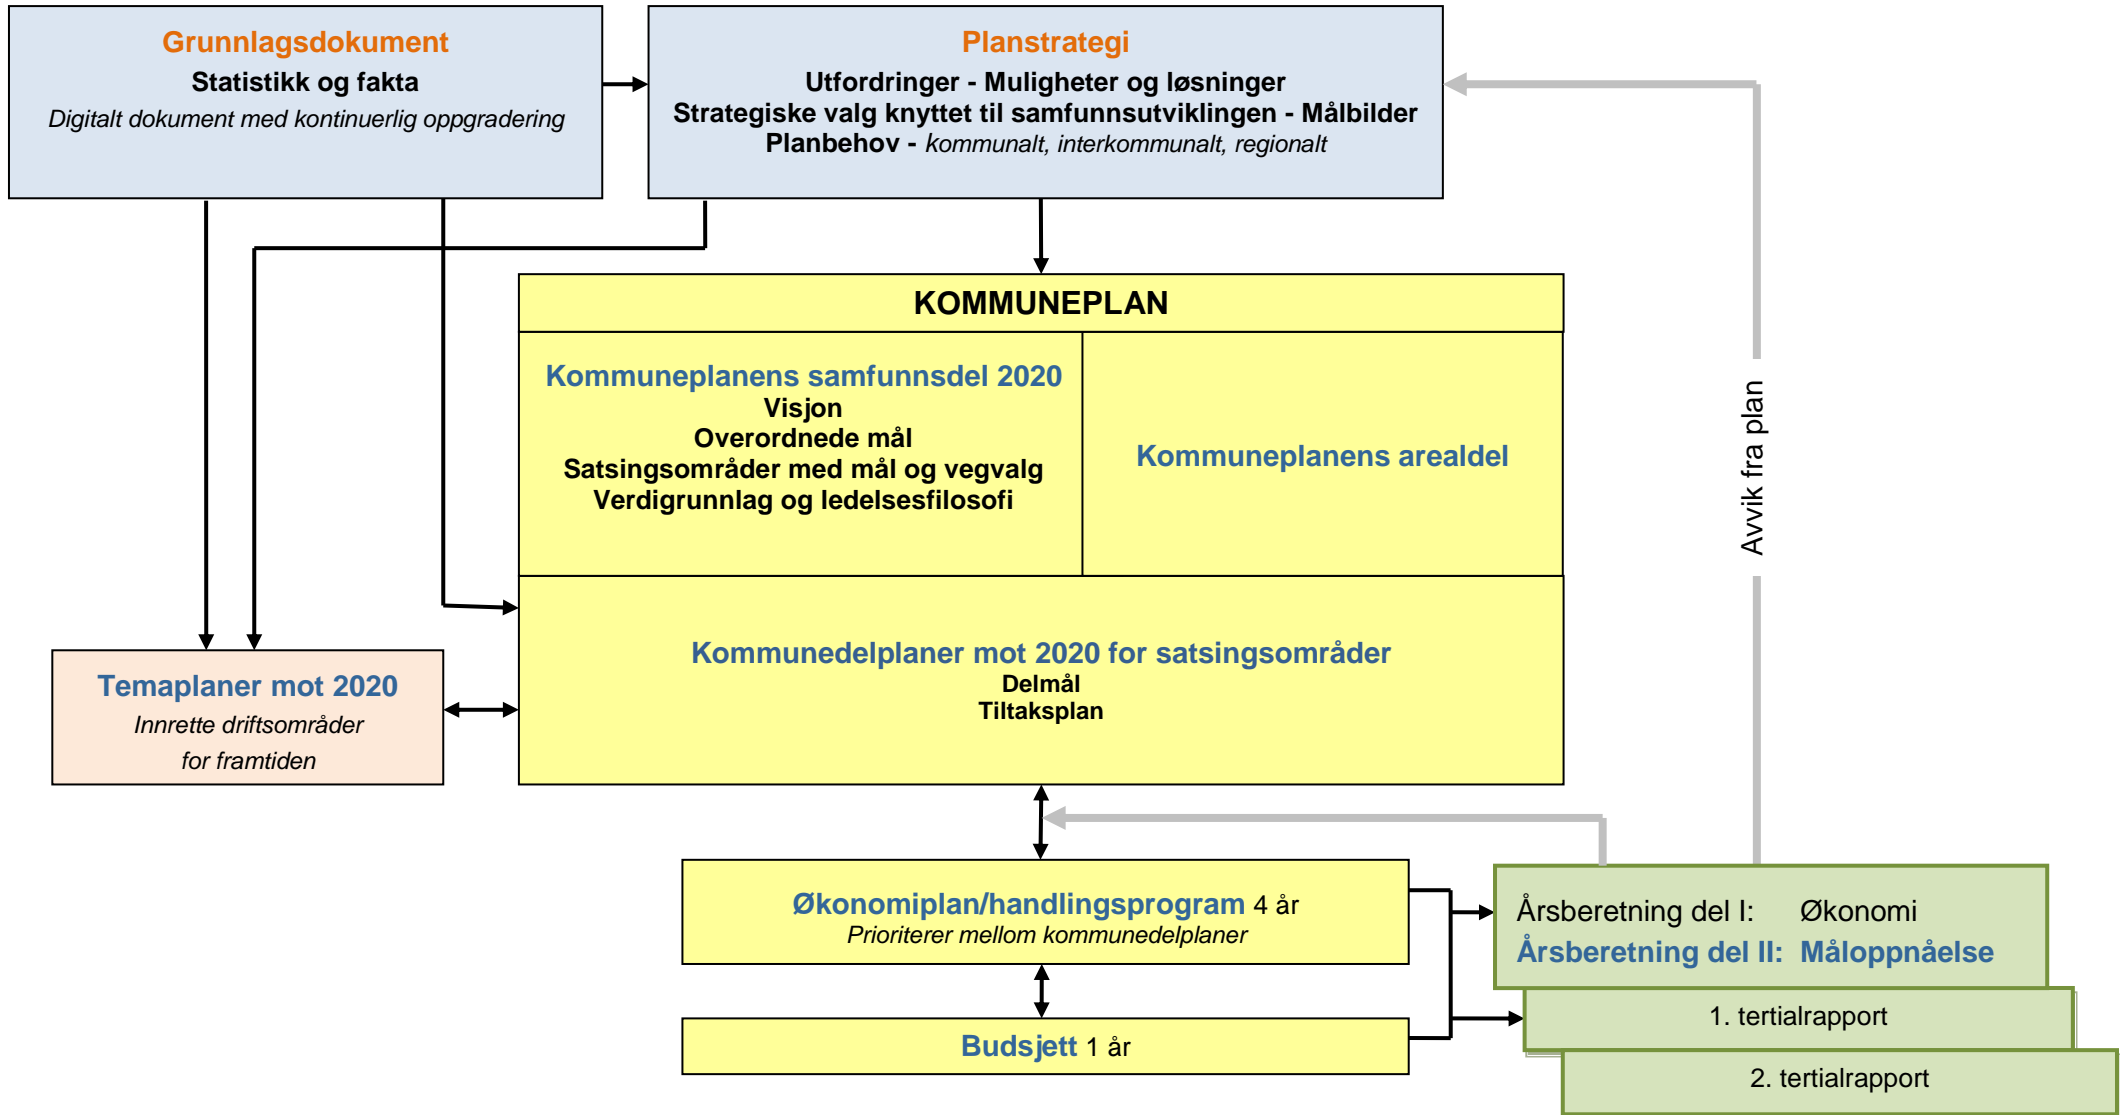 Grunnlagsdokument
Statistikk og fakta
Digitalt dokument med kontinuerlig oppgradering
Planstrategi
Utfordringer - Muligheter og løsninger
Strategiske valg knyttet til samfunnsutviklingen - Målbilder
Planbehov - kommunalt, interkommunalt, regionalt
KOMMUNEPLAN
Kommuneplanens samfunnsdel 2020
Visjon
Overordnede mål
Satsingsområder med mål og vegvalg
Verdigrunnlag og ledelsesfilosofi
Kommuneplanens arealdel
Avvik fra plan
Kommunedelplaner mot 2020 for satsingsområder
Delmål
Tiltaksplan
Temaplaner mot 2020
Innrette driftsområder
for framtiden
Økonomiplan/handlingsprogram 4 år
Prioriterer mellom kommunedelplaner
Budsjett 1 år
Årsberetning del I: Økonomi
Årsberetning del II: Måloppnåelse
1. tertialrapport
2. tertialrapport